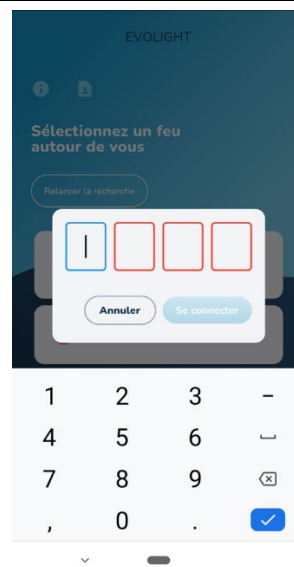 EVOLIGHT
Sélectionnez un feu
autour de vous
Relancer la recherche
Annuler
Se connecter
1 2 3 -
4 5 6
7 8 9
, 0 .